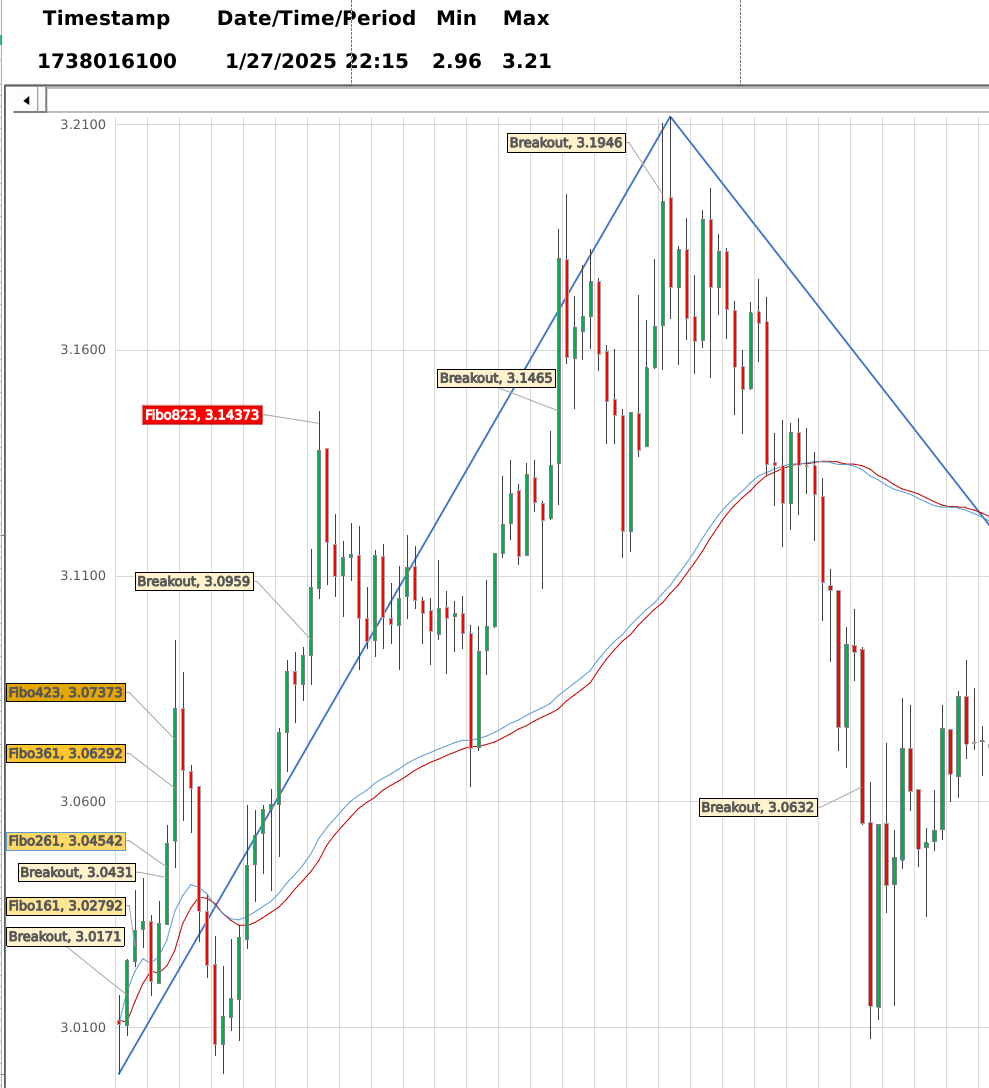 Timestamp Date/Time/Period Min Max
1738016100 1/27/2025 22:15 2.96 3.21
3.2100
Breakout, 3.1946
3.1600
Breakout, 3.1465
Fibo823, 3.14373
3.1100
Breakout, 3.0959
Fibo423, 3.07373
Fibo361, 3.06292
3.0600
Breakout, 3.0632
Fibo261, 3.04542
Breakout, 3.0431
Fibo161, 3.02792
Breakout, 3.0171
3.0100